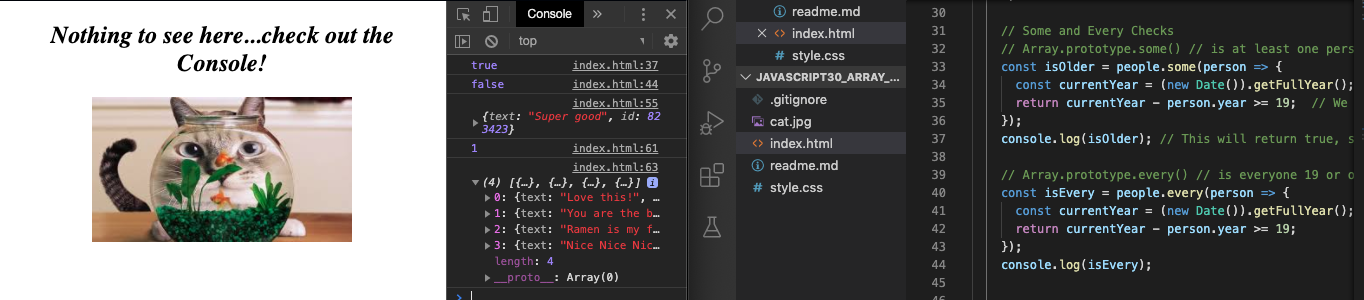 Nothing to see here...check out the
Console!
Console
top
true index.html:37
false index.html:44
index.html:55
{text: "Super good", id: 82
3423}
1 index.html:61
index.html:63
(4) [{…}, {…}, {…}, {…}] i
0: {text: "Love this!", …
1: {text: "You are the b…
2: {text: "Ramen is my f…
3: {text: "Nice Nice Nic…
length: 4
__proto__: Array(0)
readme.md
index.html
style.css
JAVASCRIPT30_ARRAY_...
.gitignore
cat.jpg
index.html
readme.md
style.css
30
31 // Some and Every Checks
32 // Array.prototype.some() // is at least one pers
33 const isOlder = people.some(person => {
34 const currentYear = (new Date()).getFullYear();
35 return currentYear - person.year >= 19; // We
36 });
37 console.log(isOlder); // This will return true, s
38
39 // Array.prototype.every() // is everyone 19 or o
40 const isEvery = people.every(person => {
41 const currentYear = (new Date()).getFullYear();
42 return currentYear - person.year >= 19;
43 });
44 console.log(isEvery);
45